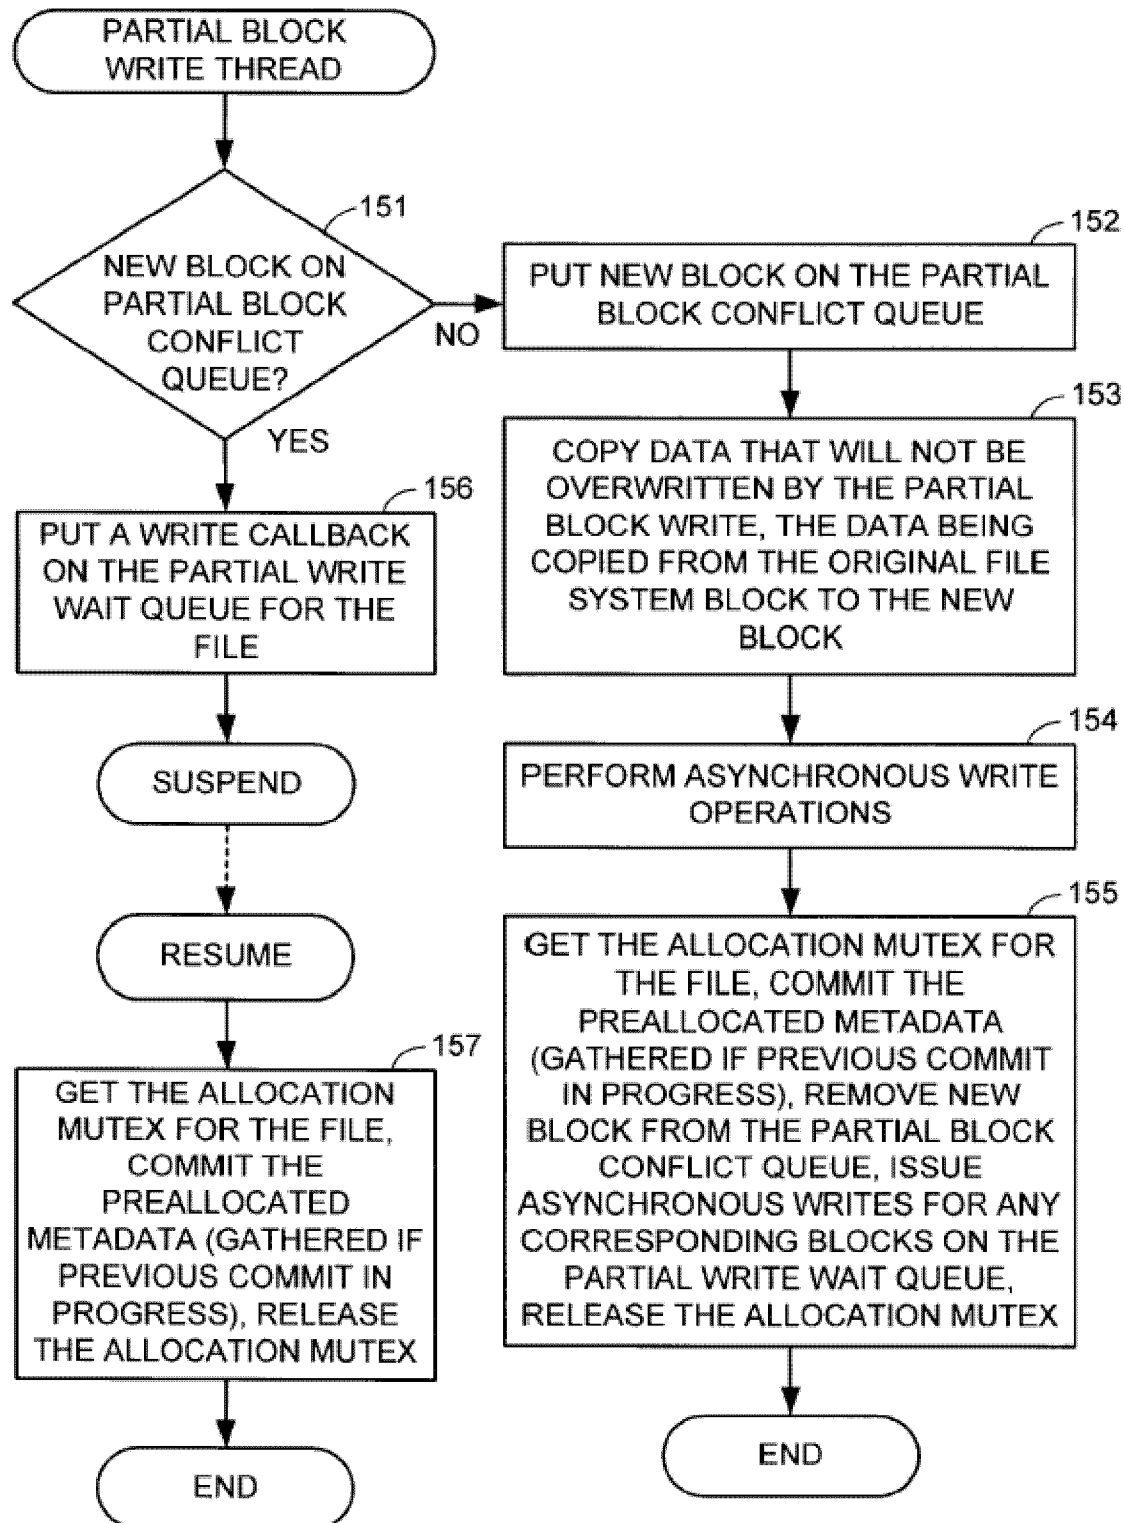 PARTIAL BLOCK
WRITE THREAD
151
NEW BLOCK ON
PARTIAL BLOCK
CONFLICT
QUEUE?
NO
YES
152
PUT NEW BLOCK ON THE PARTIAL
BLOCK CONFLICT QUEUE
153
COPY DATA THAT WILL NOT BE
OVERWRITTEN BY THE PARTIAL
BLOCK WRITE, THE DATA BEING
COPIED FROM THE ORIGINAL FILE
SYSTEM BLOCK TO THE NEW
BLOCK
154
PERFORM ASYNCHRONOUS WRITE
OPERATIONS
155
GET THE ALLOCATION MUTEX FOR
THE FILE, COMMIT THE
PREALLOCATED METADATA
(GATHERED IF PREVIOUS COMMIT
IN PROGRESS), REMOVE NEW
BLOCK FROM THE PARTIAL BLOCK
CONFLICT QUEUE, ISSUE
ASYNCHRONOUS WRITES FOR ANY
CORRESPONDING BLOCKS ON THE
PARTIAL WRITE WAIT QUEUE,
RELEASE THE ALLOCATION MUTEX
END
156
PUT A WRITE CALLBACK
ON THE PARTIAL WRITE
WAIT QUEUE FOR THE
FILE
SUSPEND
RESUME
157
GET THE ALLOCATION
MUTEX FOR THE FILE,
COMMIT THE
PREALLOCATED
METADATA (GATHERED IF
PREVIOUS COMMIT IN
PROGRESS), RELEASE
THE ALLOCATION MUTEX
END